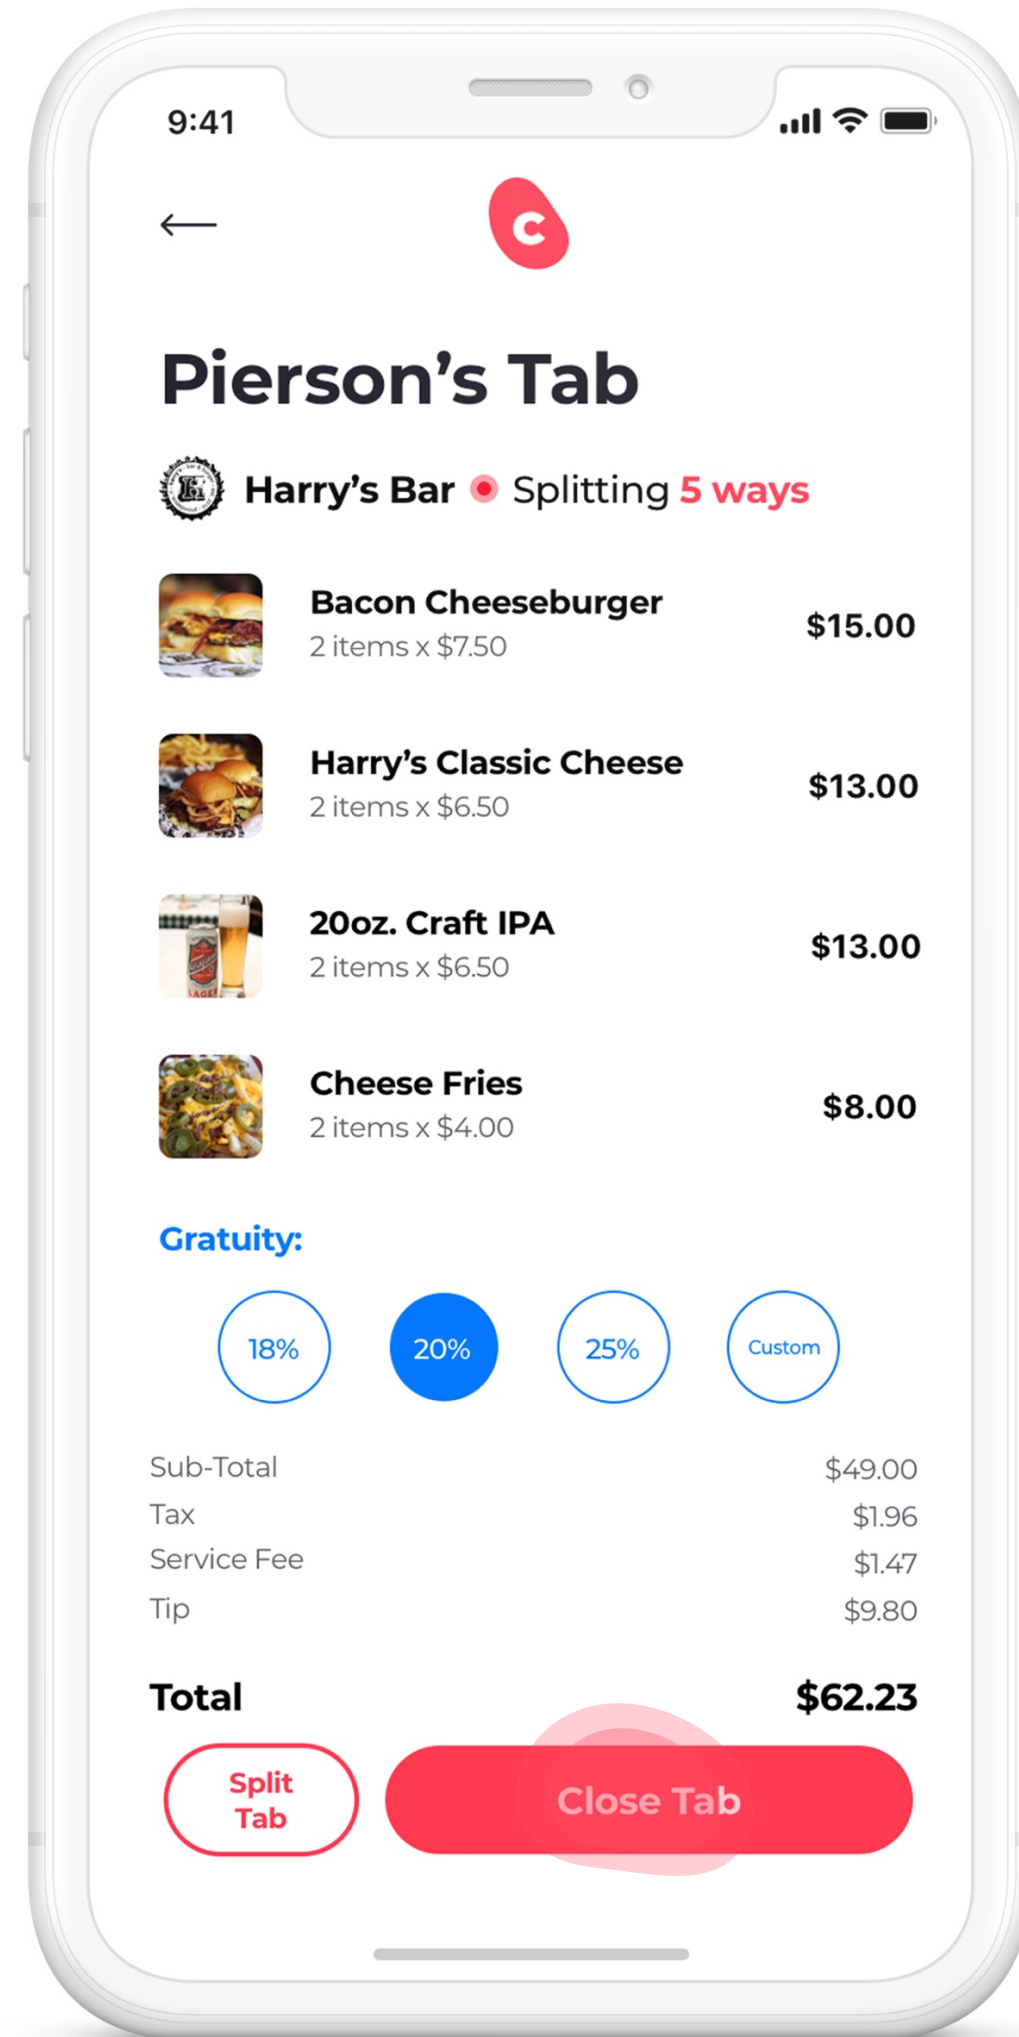 9:41
C
Pierson's Tab
Harry's Bar Splitting 5 ways
Bacon Cheeseburger
2 items x $7.50
$15.00
Harry's Classic Cheese
2 items x $6.50
$13.00
20oz. Craft IPA
2 items x $6.50
$13.00
LAGER
Cheese Fries
2 items x $4.00
$8.00
Gratuity:
18% 20% 25% Custom
Sub-Total $49.00
Tax $1.96
Service Fee $1.47
Tip $9.80
Total $62.23
Split
Tab
Close Tab